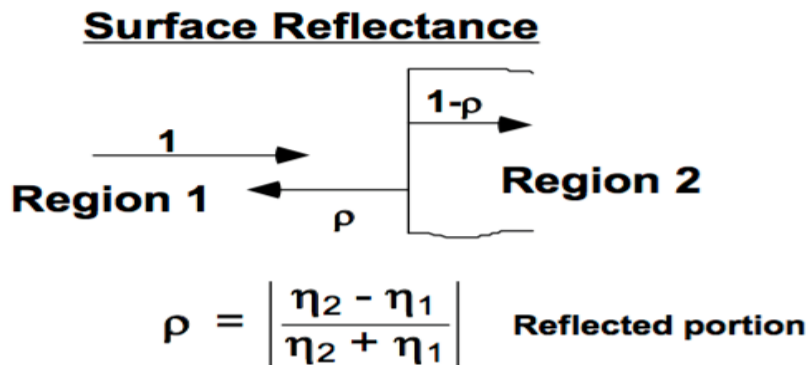 Surface Reflectance
1-ρ
1
Region 1
Region 2
ρ
ρ = | (η2 - η1) / (η2 + η1) | Reflected portion